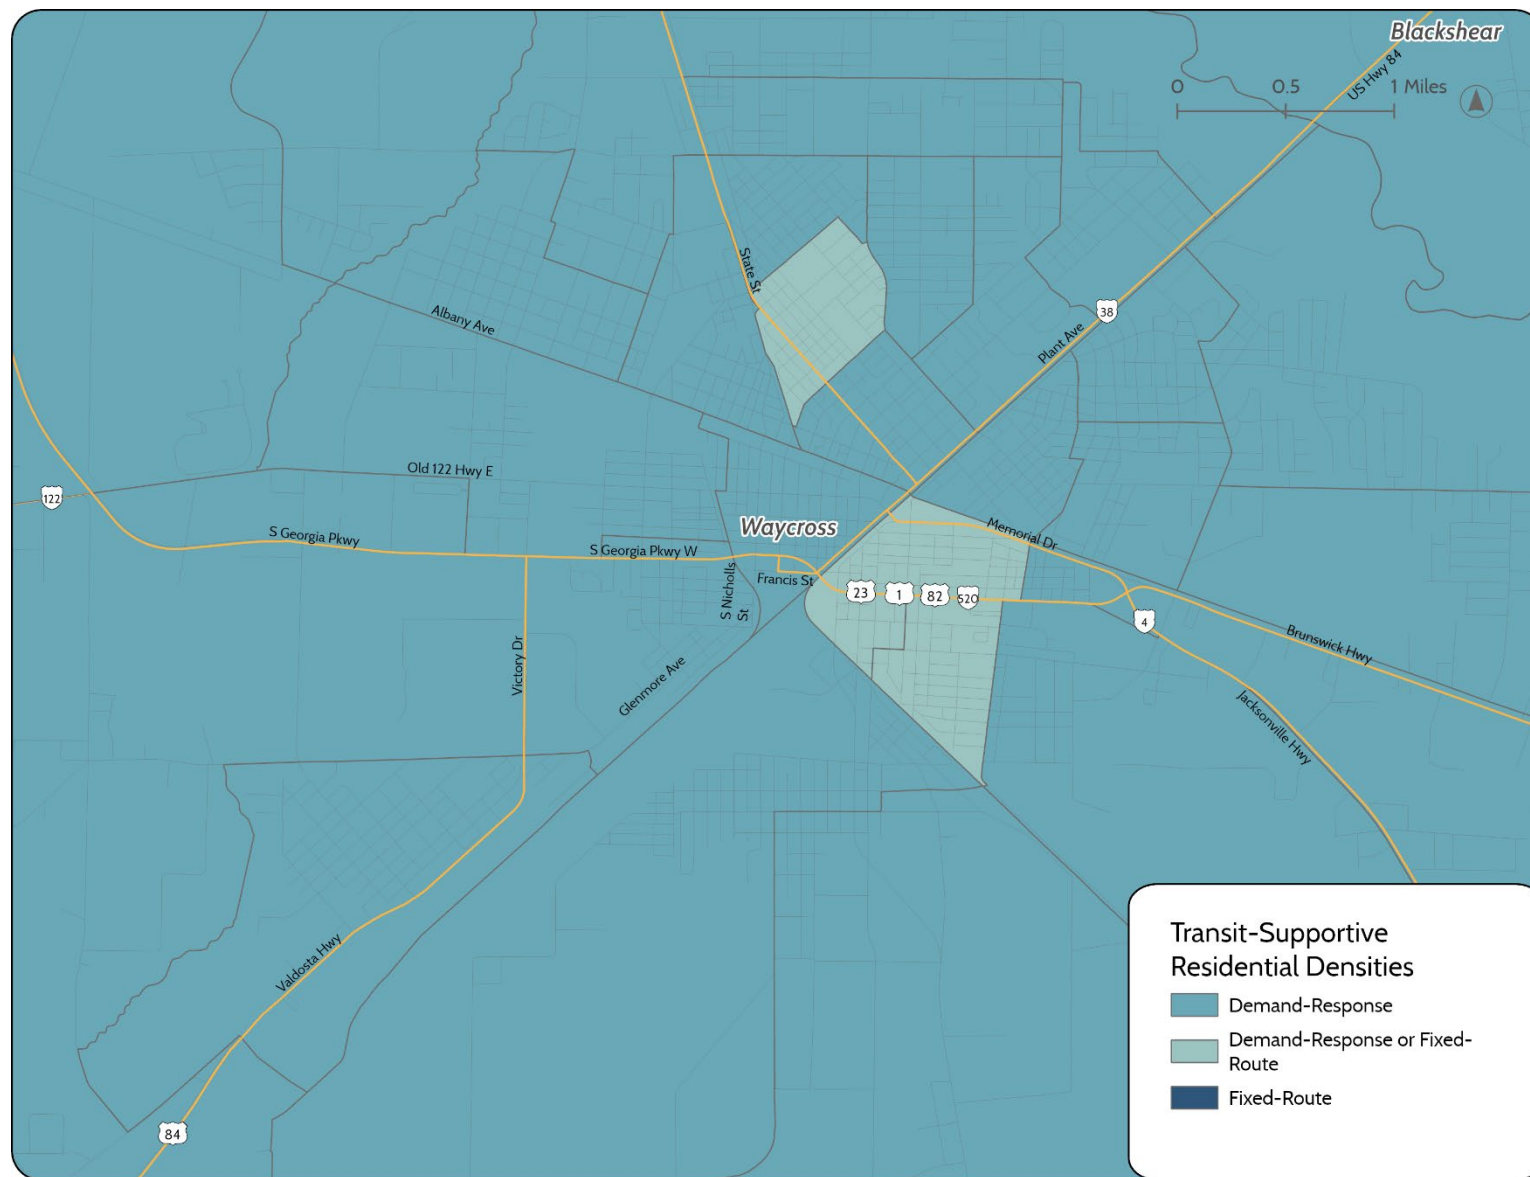 Blackshear
US Hwy 84
0 0.5 1 Miles
State St
Albany Ave
38
Plant Ave
Old 122 Hwy E
122
S Georgia Pkwy
Waycross
Memorial Dr
S Georgia Pkwy W
Francis St
S Nicholls
St
23
1
82
520
4
Brunswick Hwy
Victory Dr
Glenmore Ave
Jacksonville Hwy
Valdosta Hwy
84
Transit-Supportive
Residential Densities
Demand-Response
Demand-Response or Fixed-
Route
Fixed-Route